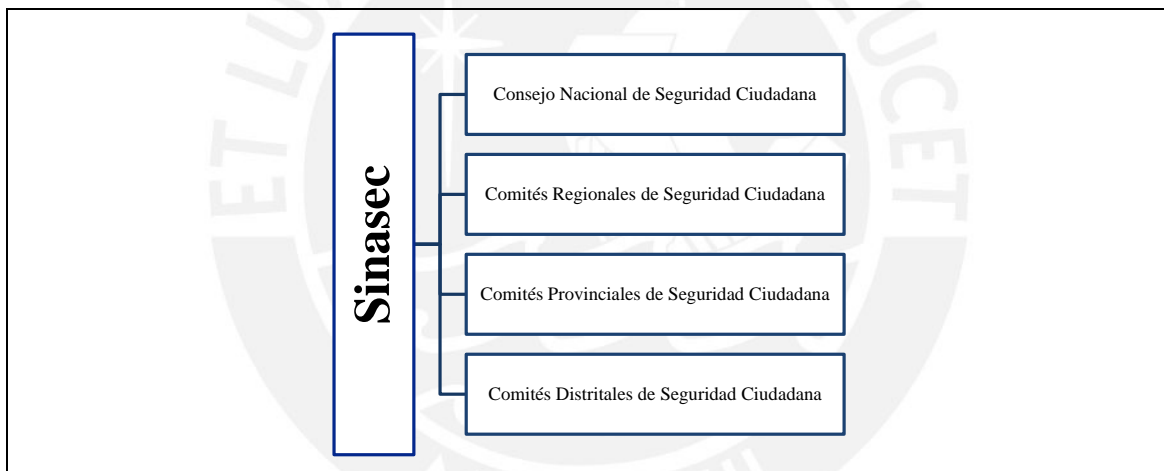 Sinasec
Consejo Nacional de Seguridad Ciudadana
Comités Regionales de Seguridad Ciudadana
Comités Provinciales de Seguridad Ciudadana
Comités Distritales de Seguridad Ciudadana